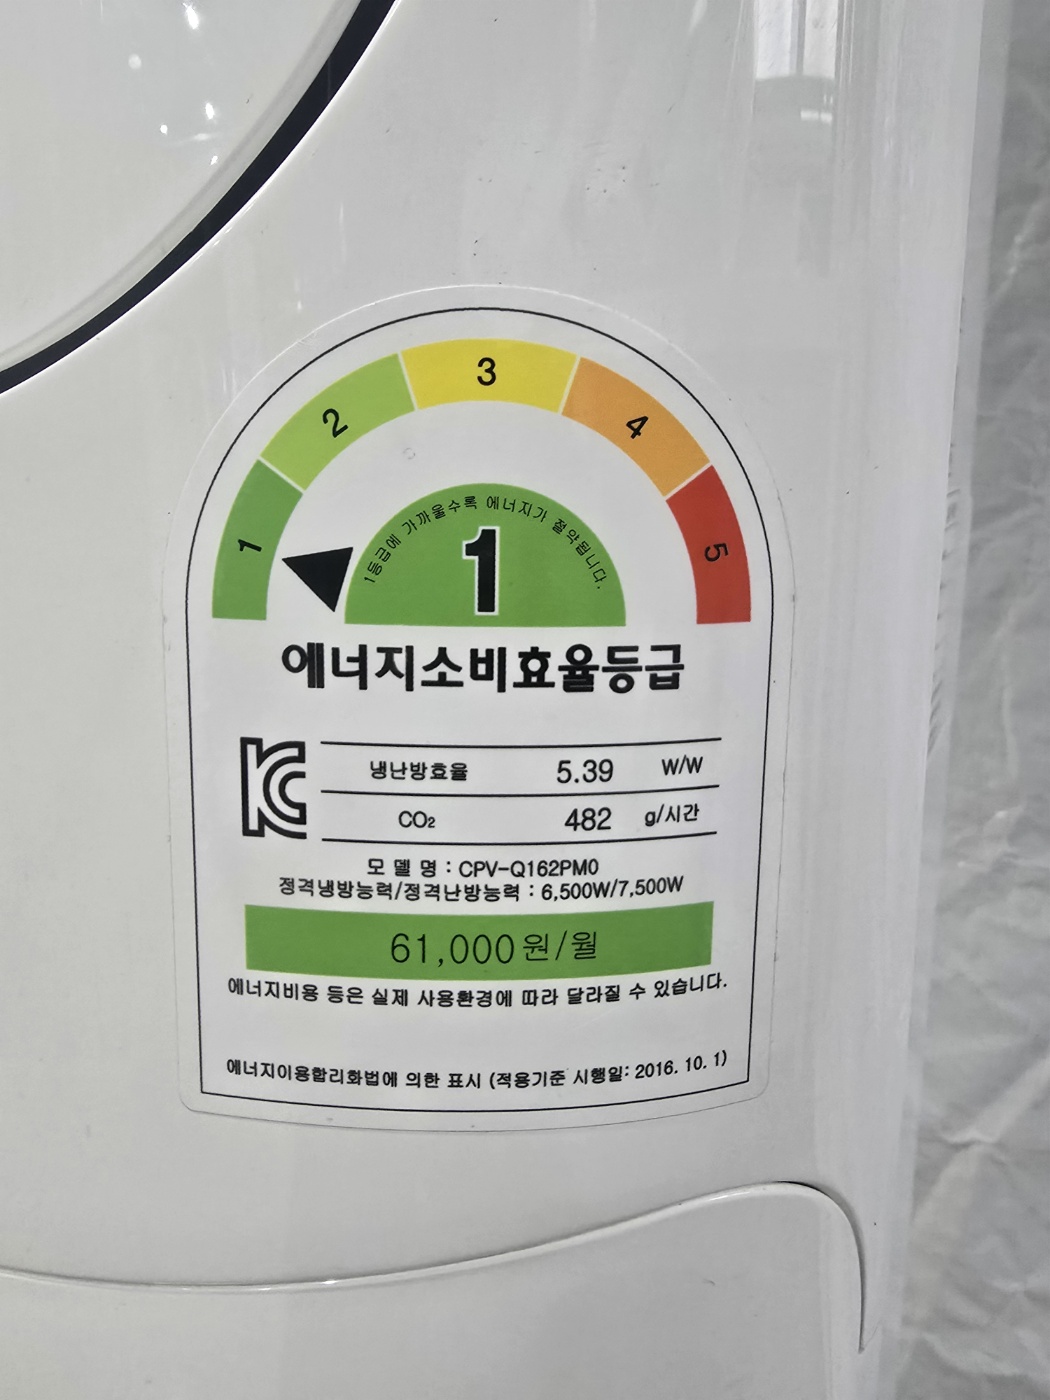 1 2 3 4 5
1등급에 가까울수록 에너지가 절약됩니다.
1
에너지소비효율등급
KC
냉난방효율 5.39 W/W
CO₂ 482 g/시간
모 델 명 : CPV-Q162PM0
정격냉방능력/정격난방능력 : 6,500W/7,500W
61,000원/월
에너지비용 등은 실제 사용환경에 따라 달라질 수 있습니다.
에너지이용합리화법에 의한 표시 (적용기준 시행일: 2016. 10. 1)